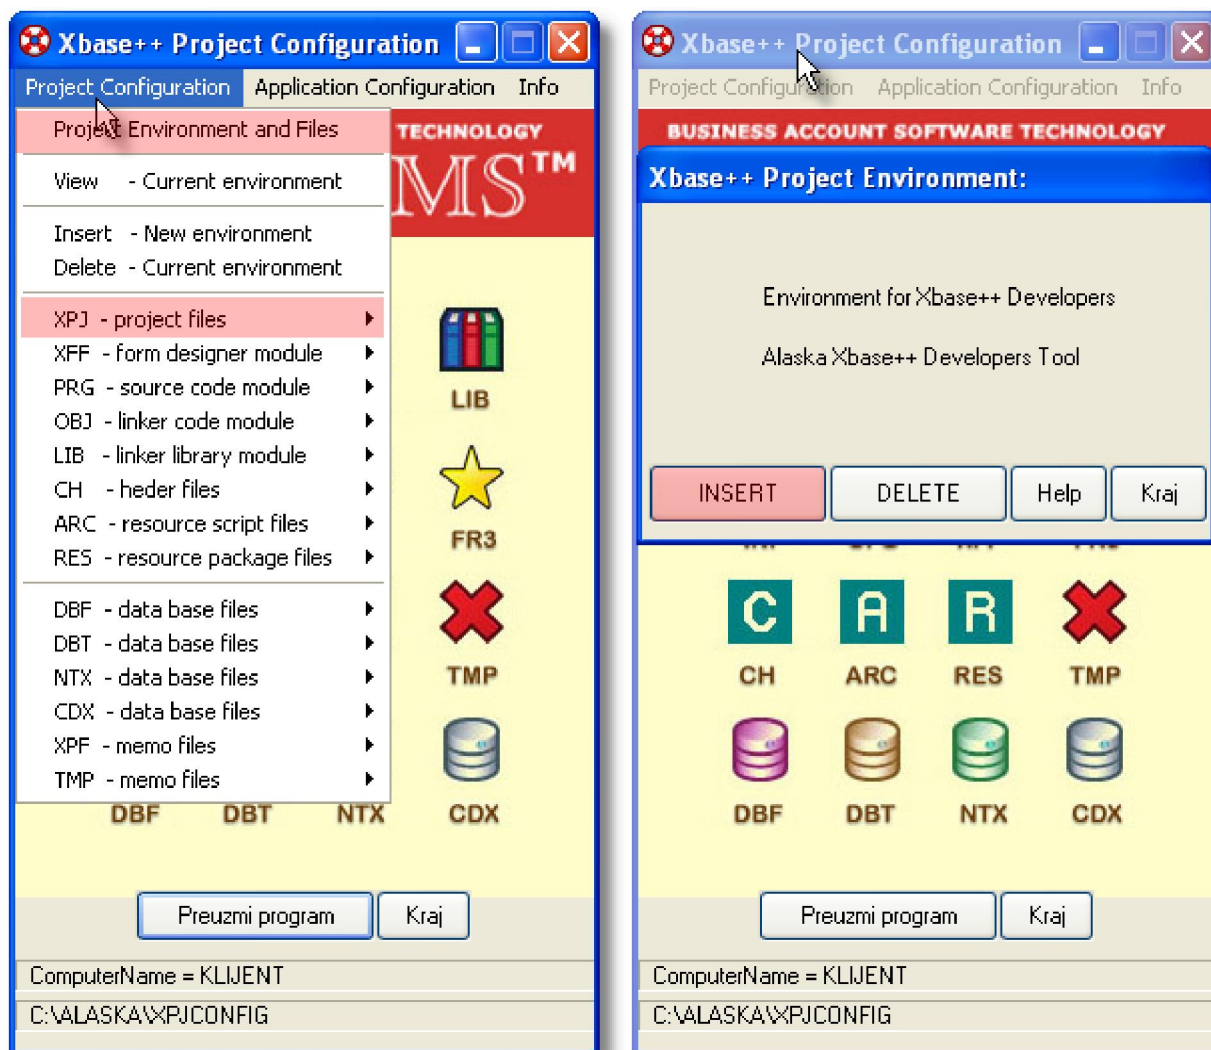 Xbase++ Project Configuration
Project Configuration Application Configuration Info
Project Environment and Files
TECHNOLOGY
MS™
View - Current environment
Insert - New environment
Delete - Current environment
XPJ - project files
XFF - form designer module
PRG - source code module
OBJ - linker code module
LIB - linker library module
CH - heder files
ARC - resource script files
RES - resource package files
DBF - data base files
DBT - data base files
NTX - data base files
CDX - data base files
XPF - memo files
TMP - memo files
LIB
FR3
TMP
DBF DBT NTX CDX
Preuzmi program Kraj
ComputerName = KLIJENT
C:\ALASKA\XPJCONFIG
Xbase++ Project Configuration
Project Configuration Application Configuration Info
BUSINESS ACCOUNT SOFTWARE TECHNOLOGY
Xbase++ Project Environment:
Environment for Xbase++ Developers
Alaska Xbase++ Developers Tool
INSERT DELETE Help Kraj
C A R
CH ARC RES TMP
DBF DBT NTX CDX
Preuzmi program Kraj
ComputerName = KLIJENT
C:\ALASKA\XPJCONFIG